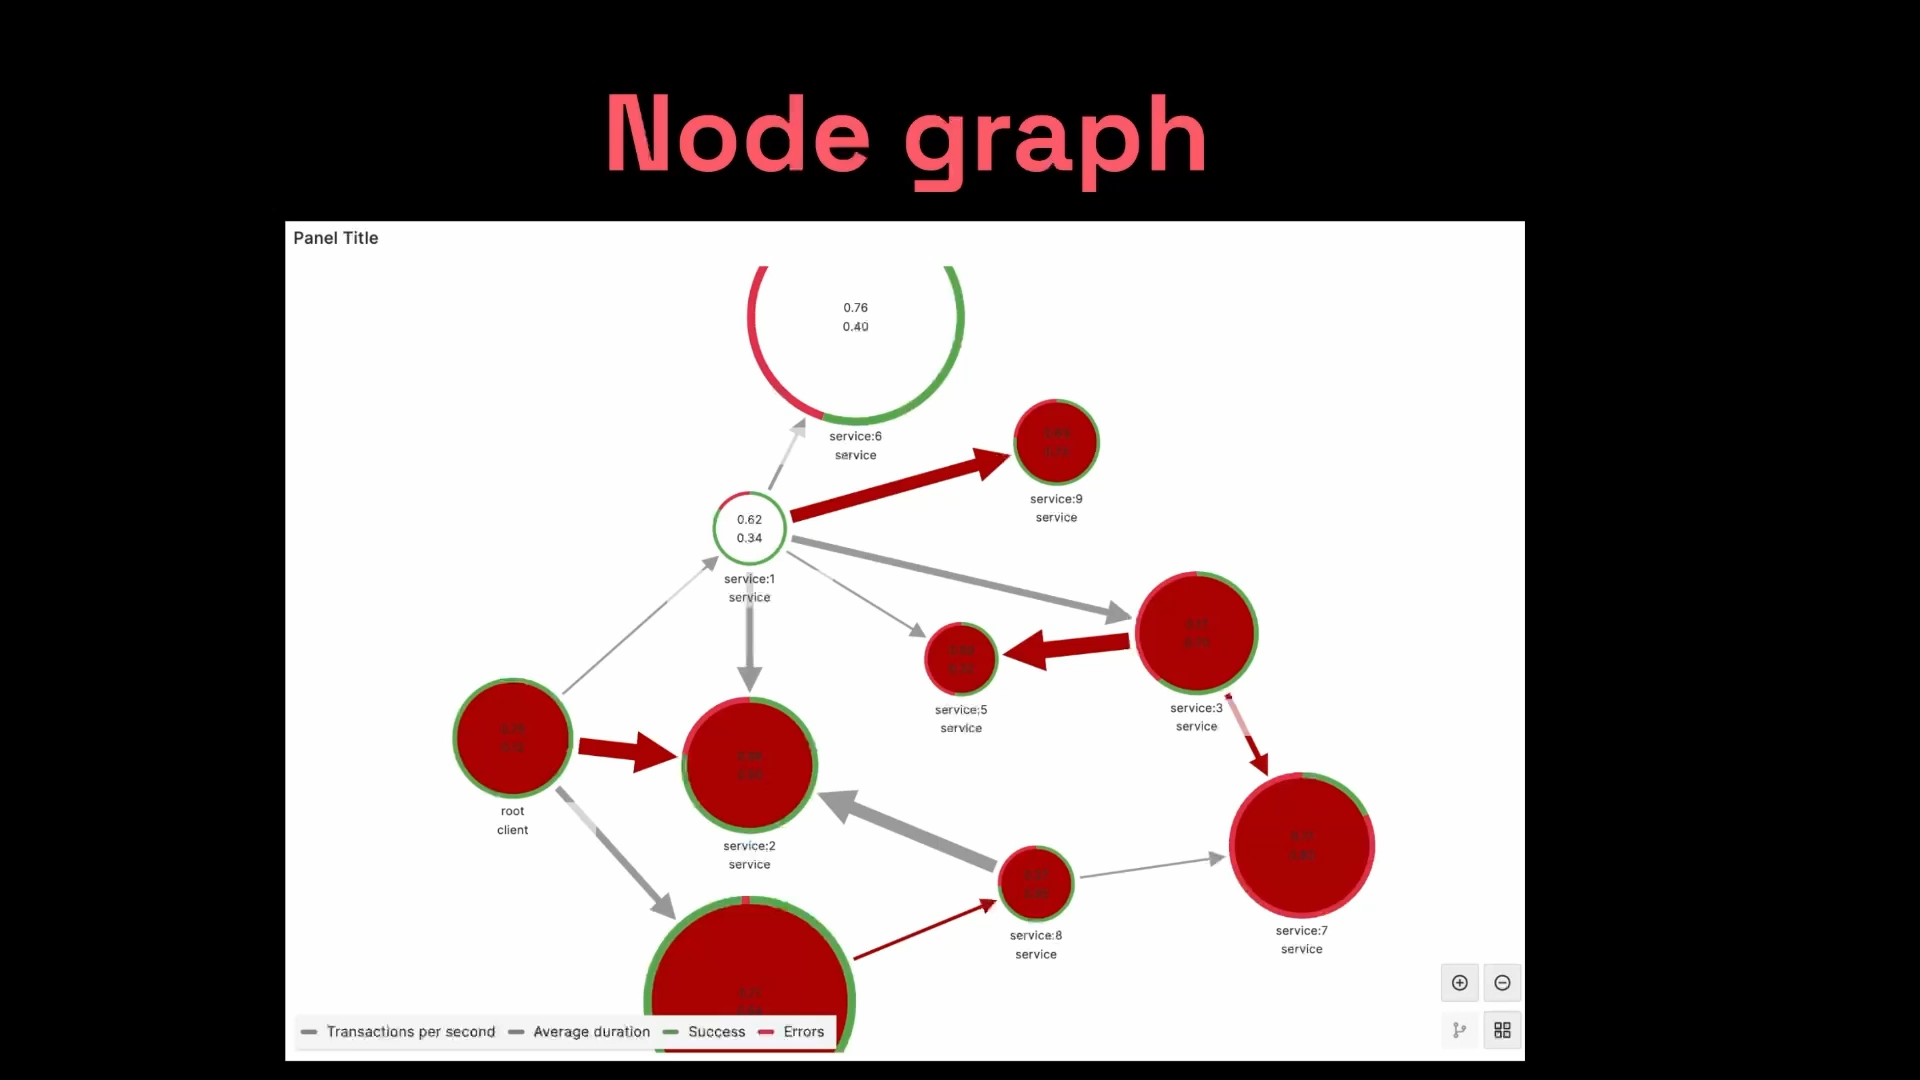 Node graph
Panel Title
0.76
0.40
service:6
service
service:9
service
0.62
0.34
service:1
service
service:5
service
service:3
service
root
client
service:2
service
service:8
service
service:7
service
Transactions per second
Average duration
Success
Errors